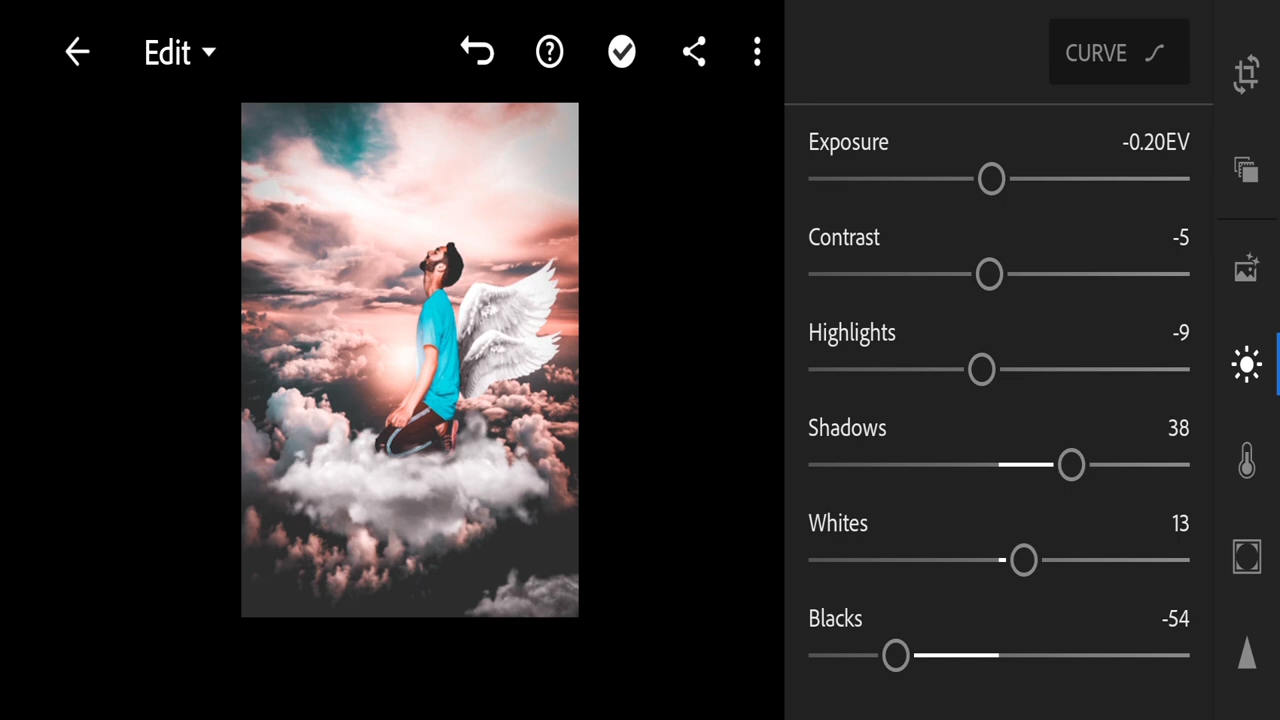 Edit
CURVE
Exposure -0.20EV
Contrast -5
Highlights -9
Shadows 38
Whites 13
Blacks -54